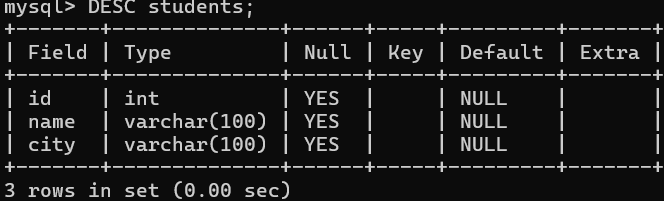 mysql> DESC students;
+-------+--------------+------+-----+---------+-------+
| Field | Type         | Null | Key | Default | Extra |
+-------+--------------+------+-----+---------+-------+
| id    | int          | YES  |     | NULL    |       |
| name  | varchar(100) | YES  |     | NULL    |       |
| city  | varchar(100) | YES  |     | NULL    |       |
+-------+--------------+------+-----+---------+-------+
3 rows in set (0.00 sec)